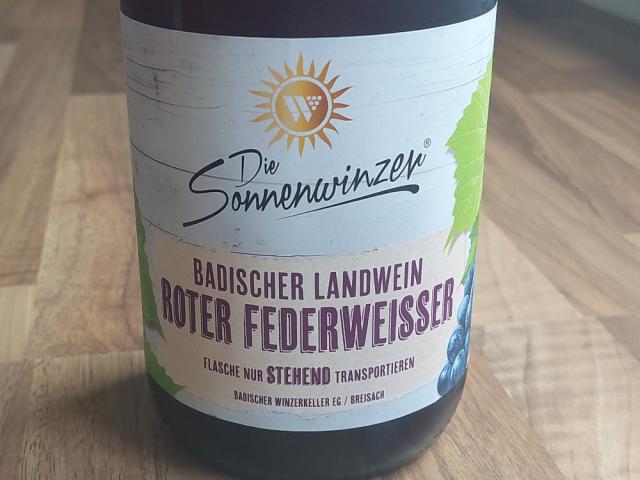 W
Die
Sonnenwinzer®
BADISCHER LANDWEIN
ROTER FEDERWEISSER
FLASCHE NUR STEHEND TRANSPORTIEREN
BADISCHER WINZERKELLER EG / BREISACH